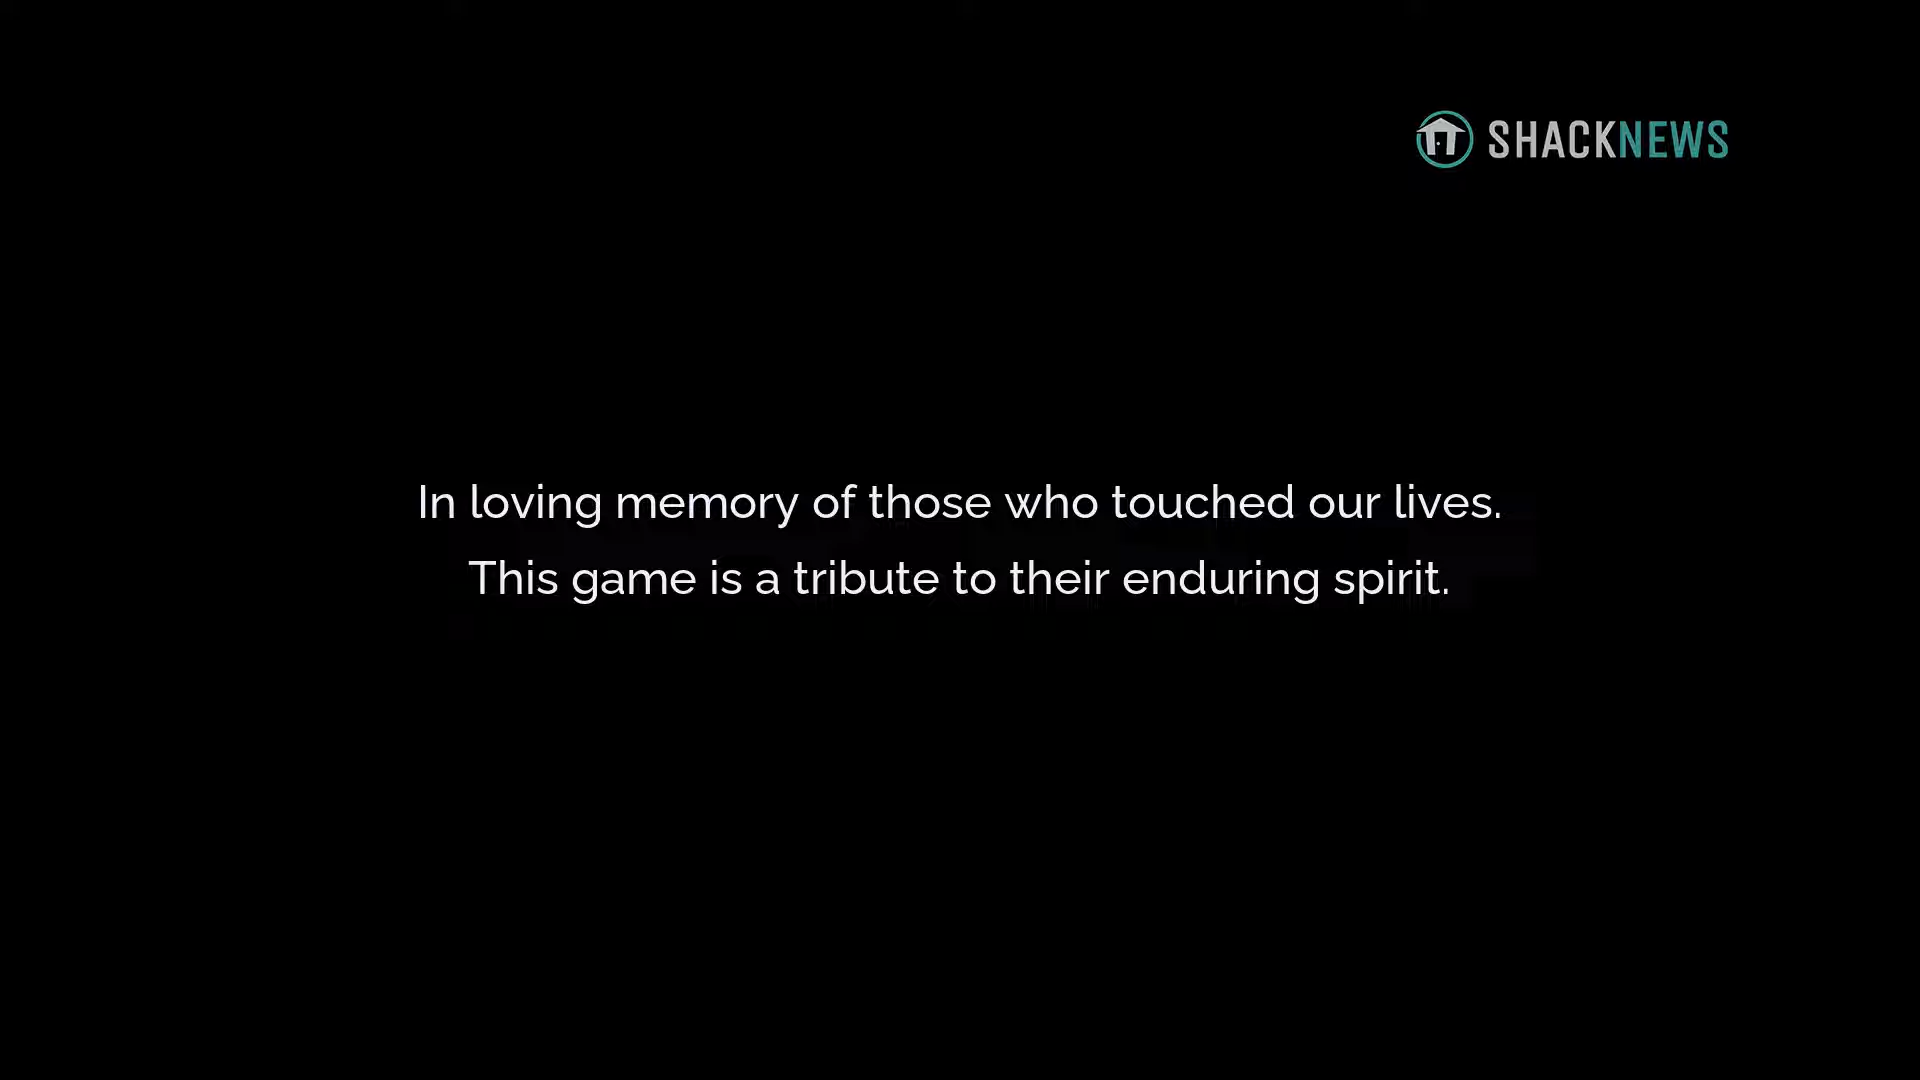 SHACKNEWS
In loving memory of those who touched our lives.
This game is a tribute to their enduring spirit.